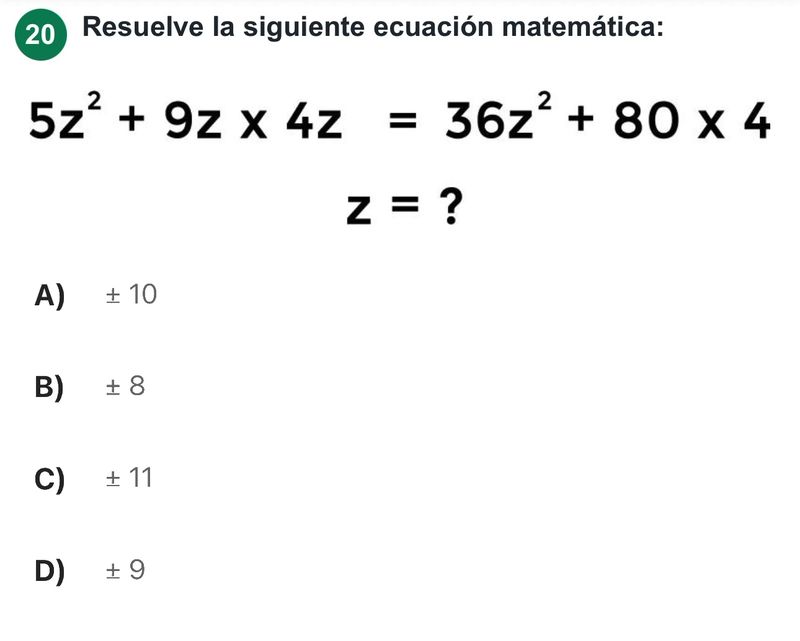 20 Resuelve la siguiente ecuación matemática:
5z² + 9z x 4z = 36z² + 80 x 4
z = ?
A) ± 10
B) ± 8
C) ± 11
D) ± 9